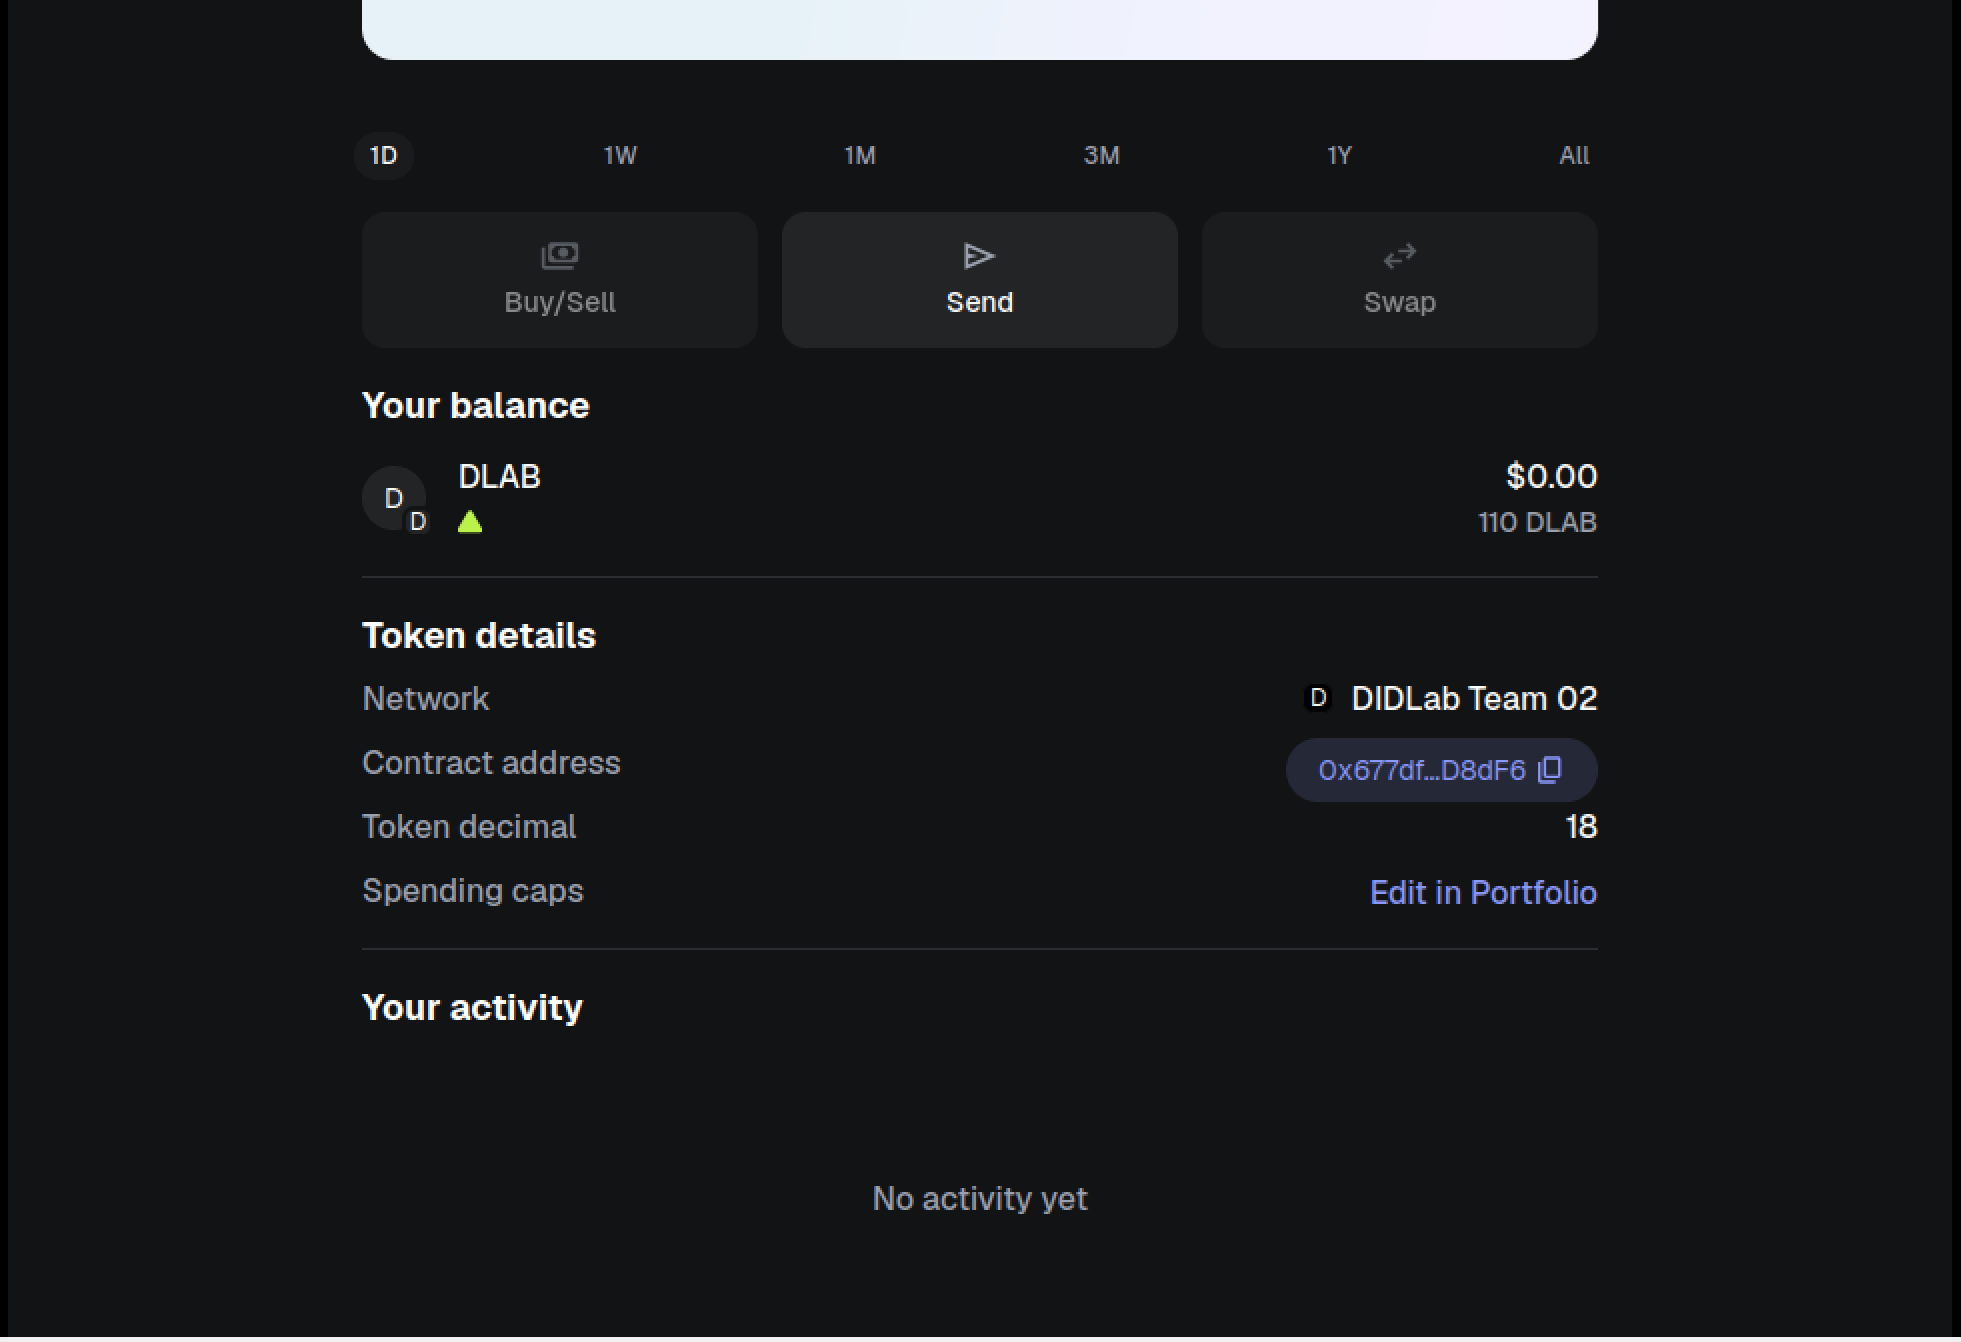 1D 1W 1M 3M 1Y All
Buy/Sell Send Swap
Your balance
D DLAB $0.00
D 110 DLAB
Token details
Network D DIDLab Team 02
Contract address 0x677df...D8dF6
Token decimal 18
Spending caps Edit in Portfolio
Your activity
No activity yet